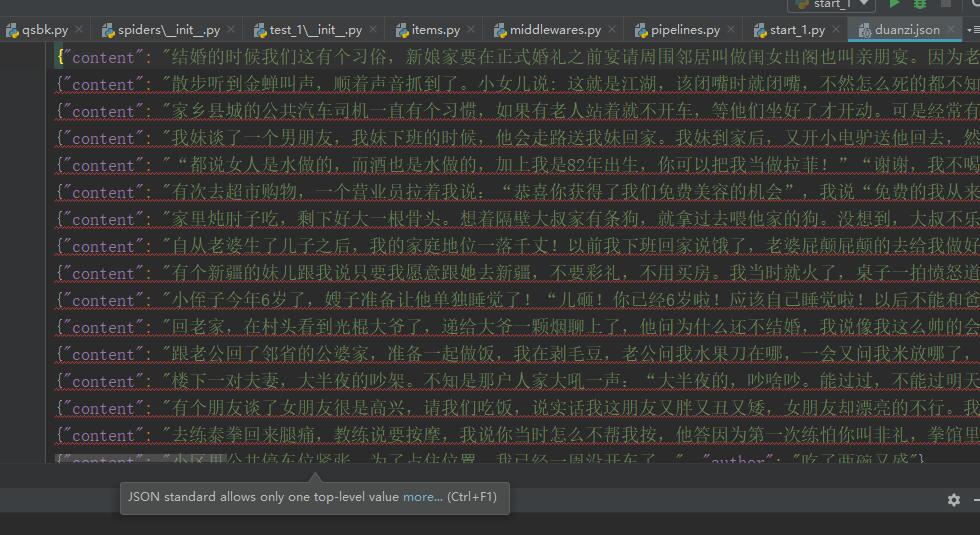 start_1
qsbk.py
spiders\__init__.py
test_1\__init__.py
items.py
middlewares.py
pipelines.py
start_1.py
duanzi.json
{"content": "结婚的时候我们这有个习俗，新娘家要在正式婚礼之前宴请周围邻居叫做闺女出阁也叫亲朋宴。因为老
{"content": "散步听到金蝉叫声，顺着声音抓到了。小女儿说: 这就是江湖，该闭嘴时就闭嘴，不然怎么死的都不知
{"content": "家乡县城的公共汽车司机一直有个习惯，如果有老人站着就不开车，等他们坐好了才开动。可是经常有
{"content": "我妹谈了一个男朋友，我妹下班的时候，他会走路送我妹回家。我妹到家后，又开小电驴送他回去，然
{"content": "“都说女人是水做的，而酒也是水做的，加上我是82年出生，你可以把我当做拉菲！”“谢谢，我不喝
{"content": "有次去超市购物，一个营业员拉着我说：“恭喜你获得了我们免费美容的机会”，我说“免费的我从来
{"content": "家里炖肘子吃，剩下好大一根骨头。想着隔壁大叔家有条狗，就拿过去喂他家的狗。没想到，大叔不乐
{"content": "自从老婆生了儿子之后，我的家庭地位一落千丈！以前我下班回家说饿了，老婆屁颠屁颠的去给我做好
{"content": "有个新疆的妹儿跟我说只要我愿意跟她去新疆，不要彩礼，不用买房。我当时就火了，桌子一拍愤怒道
{"content": "小侄子今年6岁了，嫂子准备让他单独睡觉了！“儿砸！你已经6岁啦！应该自己睡觉啦！以后不能和爸
{"content": "回老家，在村头看到光棍大爷了，递给大爷一颗烟聊上了，他问为什么还不结婚，我说像我这么帅的会
{"content": "跟老公回了邻省的公婆家，准备一起做饭，我在剥毛豆，老公问我水果刀在哪，一会又问我米放哪了，
{"content": "楼下一对夫妻，大半夜的吵架。不知是那户人家大吼一声：“大半夜的，吵啥吵。能过过，不能过明天
{"content": "有个朋友谈了女朋友很是高兴，请我们吃饭，说实话我这朋友又胖又丑又矮，女朋友却漂亮的不行。我
{"content": "去练泰拳回来腿痛，教练说要按摩，我说你当时怎么不帮我按，他答因为第一次练怕你叫非礼，拳馆里
{"content": "小区里公共停车位紧张，为了占住位置，我已经一周没开车了。", "author": "吃了两碗又盛"}
JSON standard allows only one top-level value more... (Ctrl+F1)